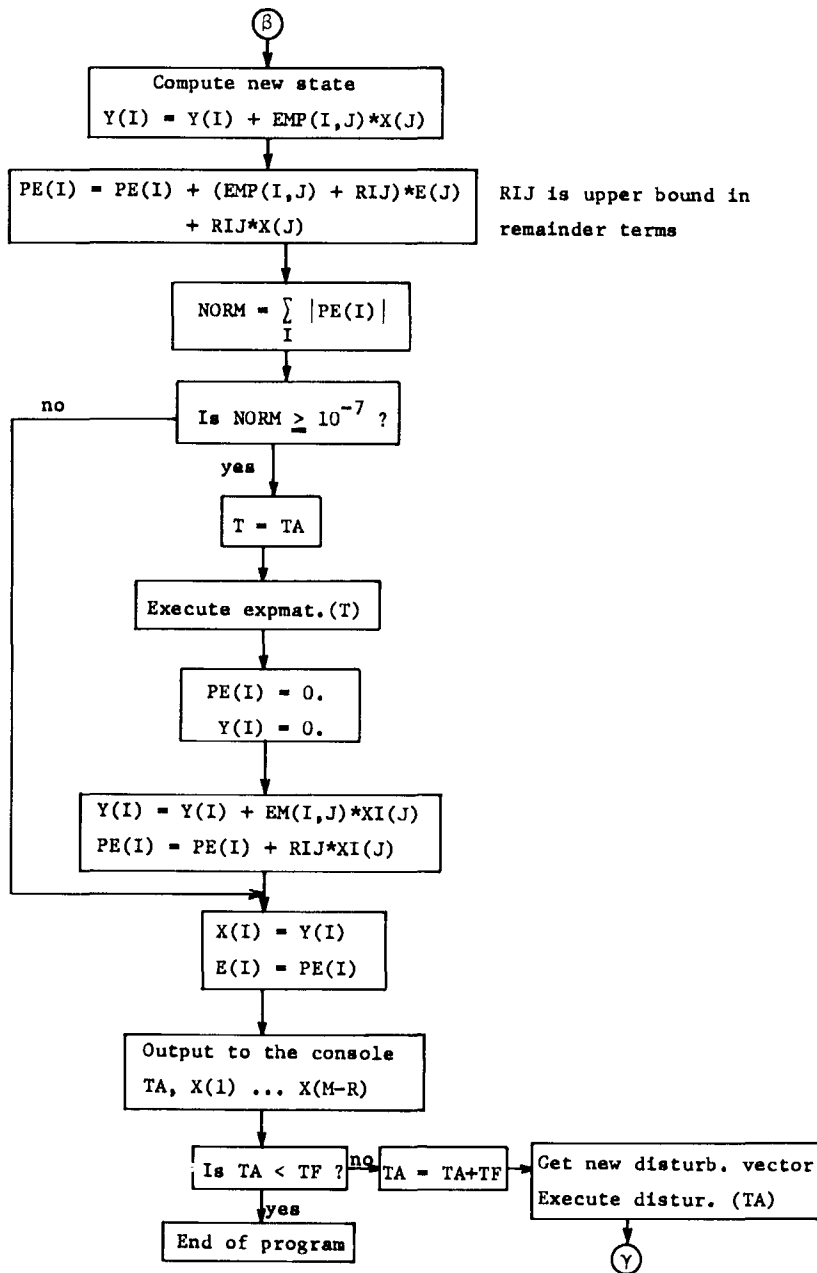 β
Compute new state
Y(I) = Y(I) + EMP(I,J)*X(J)
PE(I) = PE(I) + (EMP(I,J) + RIJ)*E(J)
+ RIJ*X(J)
RIJ is upper bound in
remainder terms
NORM = ∑ |PE(I)|
I
no
Is NORM ≥ 10⁻⁷ ?
yes
T = TA
Execute expmat.(T)
PE(I) = 0.
Y(I) = 0.
Y(I) = Y(I) + EM(I,J)*XI(J)
PE(I) = PE(I) + RIJ*XI(J)
X(I) = Y(I)
E(I) = PE(I)
Output to the console
TA, X(1) ... X(M-R)
Is TA < TF ?
no
TA = TA+TF
Get new disturb. vector
Execute distur. (TA)
yes
End of program
γ